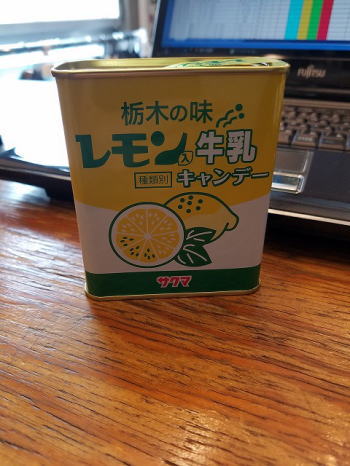 FUJITSU
栃木の味
レモン入牛乳
種類別 キャンデー
サクマ